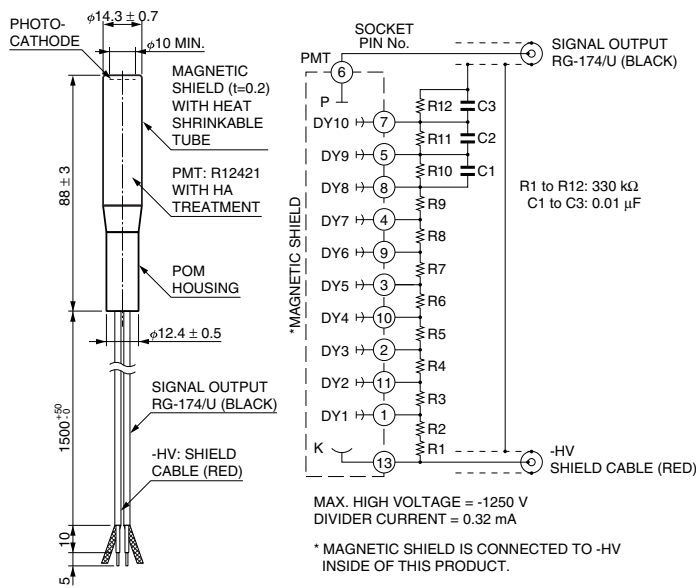 PHOTO-
CATHODE
ϕ14.3 ± 0.7
ϕ10 MIN.
MAGNETIC
SHIELD (t=0.2)
WITH HEAT
SHRINKABLE
TUBE
PMT: R12421
WITH HA
TREATMENT
88 ± 3
POM
HOUSING
ϕ12.4 ± 0.5
SIGNAL OUTPUT
RG-174/U (BLACK)
1500 +50 -0
-HV: SHIELD
CABLE (RED)
10
5
SOCKET
PIN No.
PMT
SIGNAL OUTPUT
RG-174/U (BLACK)
6
P
R12
C3
DY10
7
R11
C2
DY9
5
R10
C1
DY8
8
R9
DY7
4
R8
DY6
9
R7
DY5
3
R6
DY4
10
R5
DY3
2
R4
DY2
11
R3
DY1
1
R2
K
R1
13
*MAGNETIC SHIELD
R1 to R12: 330 kΩ
C1 to C3: 0.01 µF
-HV
SHIELD CABLE (RED)
MAX. HIGH VOLTAGE = -1250 V
DIVIDER CURRENT = 0.32 mA
* MAGNETIC SHIELD IS CONNECTED TO -HV
INSIDE OF THIS PRODUCT.